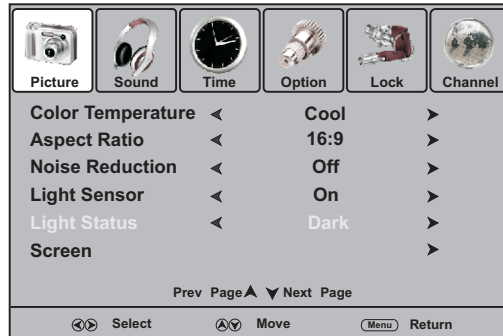 Picture Sound Time Option Lock Channel
Color Temperature Cool
Aspect Ratio 16:9
Noise Reduction Off
Light Sensor On
Light Status Dark
Screen
Prev Page Next Page
Select Move Menu Return